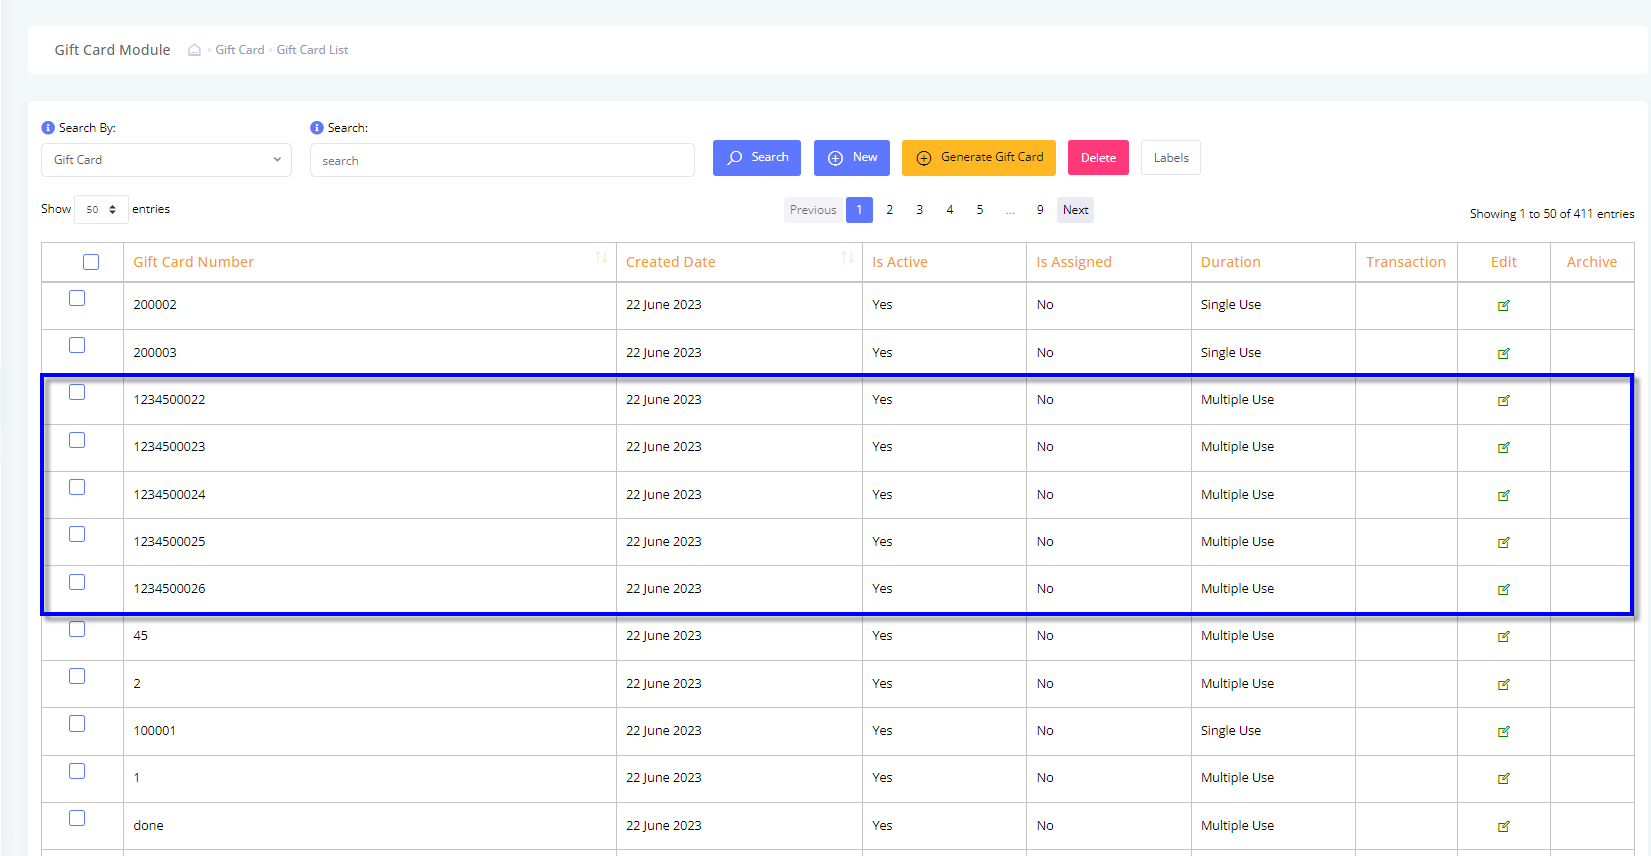 Gift Card Module Gift Card Gift Card List
Search By: Search:
Gift Card search Search New Generate Gift Card Delete Labels
Show 50 entries Previous 1 2 3 4 5 ... 9 Next Showing 1 to 50 of 411 entries
Gift Card Number Created Date Is Active Is Assigned Duration Transaction Edit Archive
200002 22 June 2023 Yes No Single Use
200003 22 June 2023 Yes No Single Use
1234500022 22 June 2023 Yes No Multiple Use
1234500023 22 June 2023 Yes No Multiple Use
1234500024 22 June 2023 Yes No Multiple Use
1234500025 22 June 2023 Yes No Multiple Use
1234500026 22 June 2023 Yes No Multiple Use
45 22 June 2023 Yes No Multiple Use
2 22 June 2023 Yes No Multiple Use
100001 22 June 2023 Yes No Single Use
1 22 June 2023 Yes No Multiple Use
done 22 June 2023 Yes No Multiple Use